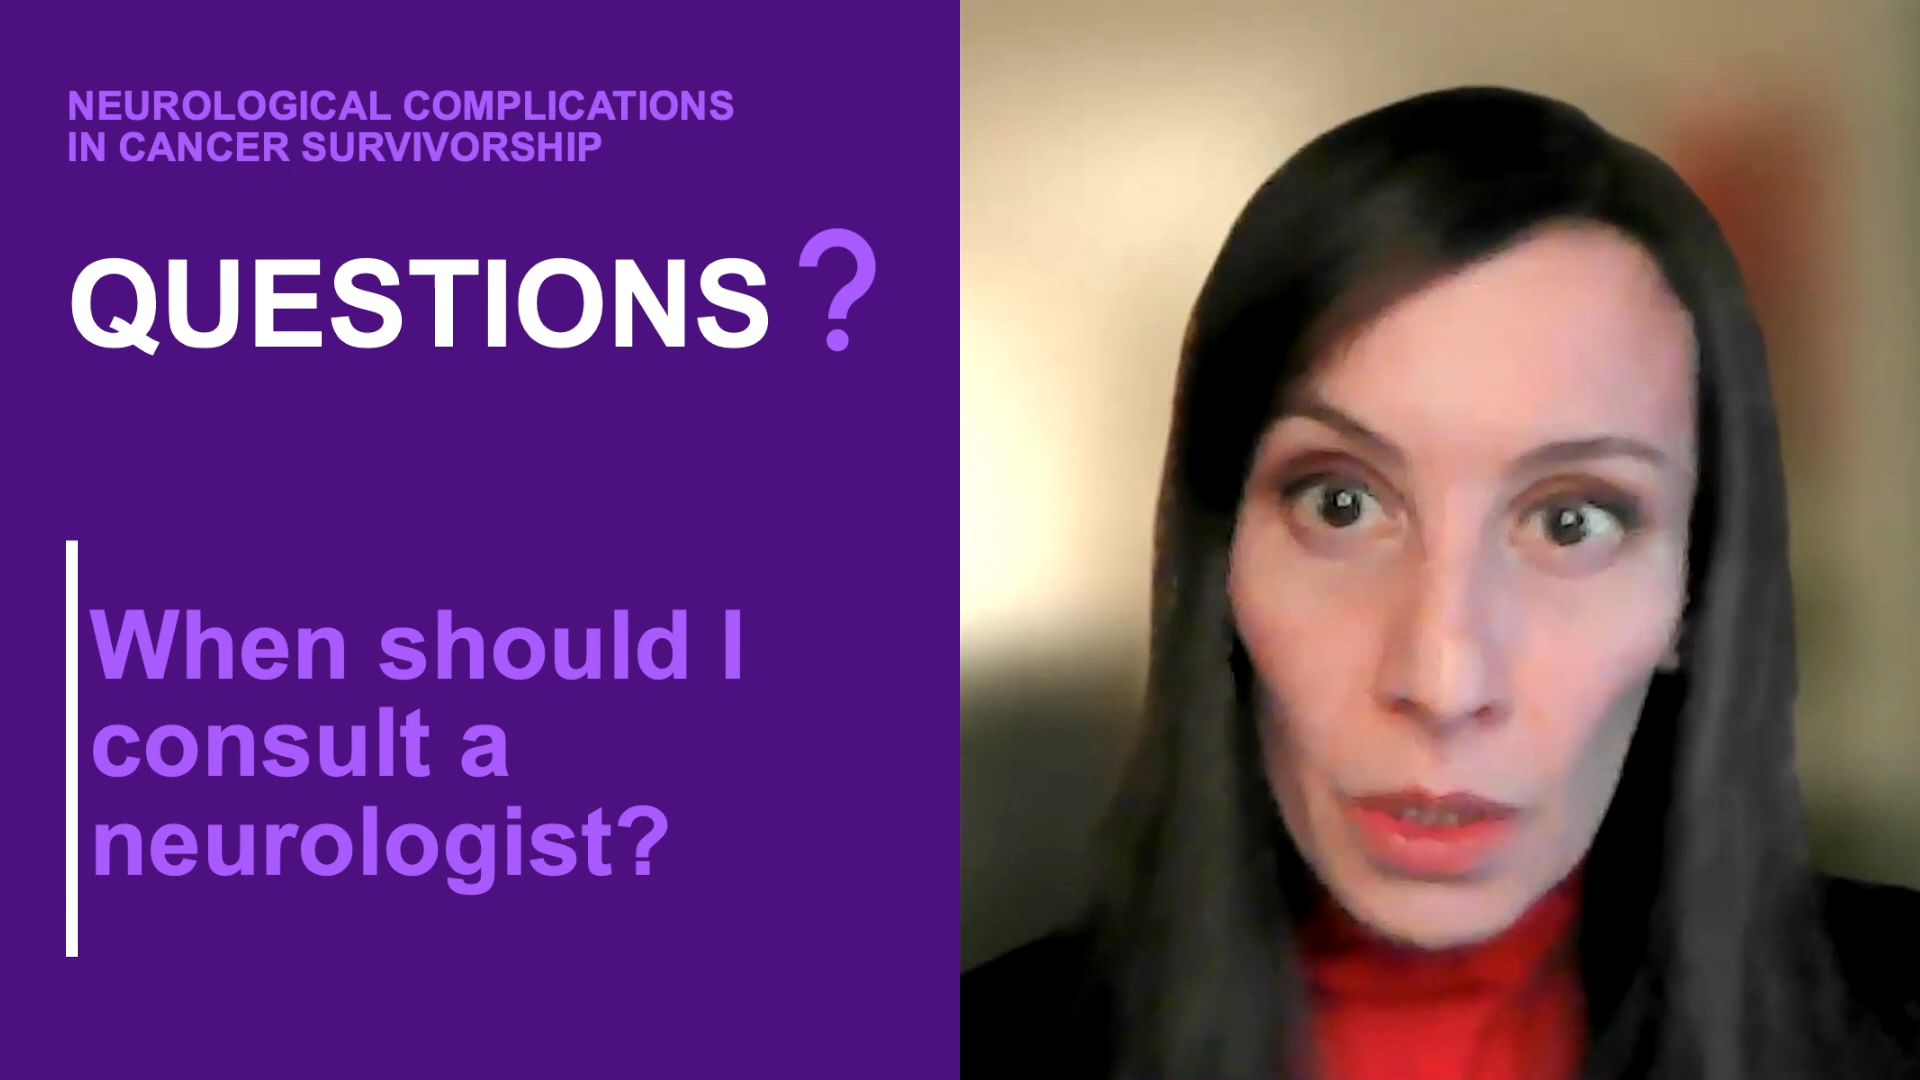 NEUROLOGICAL COMPLICATIONS
IN CANCER SURVIVORSHIP
QUESTIONS?
When should I
consult a
neurologist?